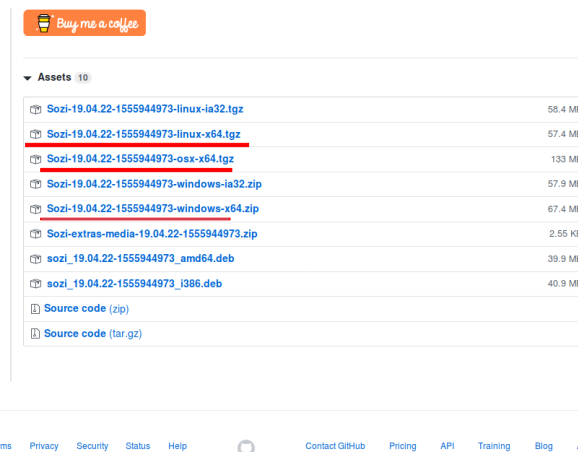 Buy me a coffee
Assets 10
Sozi-19.04.22-1555944973-linux-ia32.tgz 58.4 M
Sozi-19.04.22-1555944973-linux-x64.tgz 57.4 M
Sozi-19.04.22-1555944973-osx-x64.tgz 133 M
Sozi-19.04.22-1555944973-windows-ia32.zip 57.9 M
Sozi-19.04.22-1555944973-windows-x64.zip 67.4 M
Sozi-extras-media-19.04.22-1555944973.zip 2.55 K
sozi_19.04.22-1555944973_amd64.deb 39.9 M
sozi_19.04.22-1555944973_i386.deb 40.9 M
Source code (zip)
Source code (tar.gz)
ms Privacy Security Status Help Contact GitHub Pricing API Training Blog